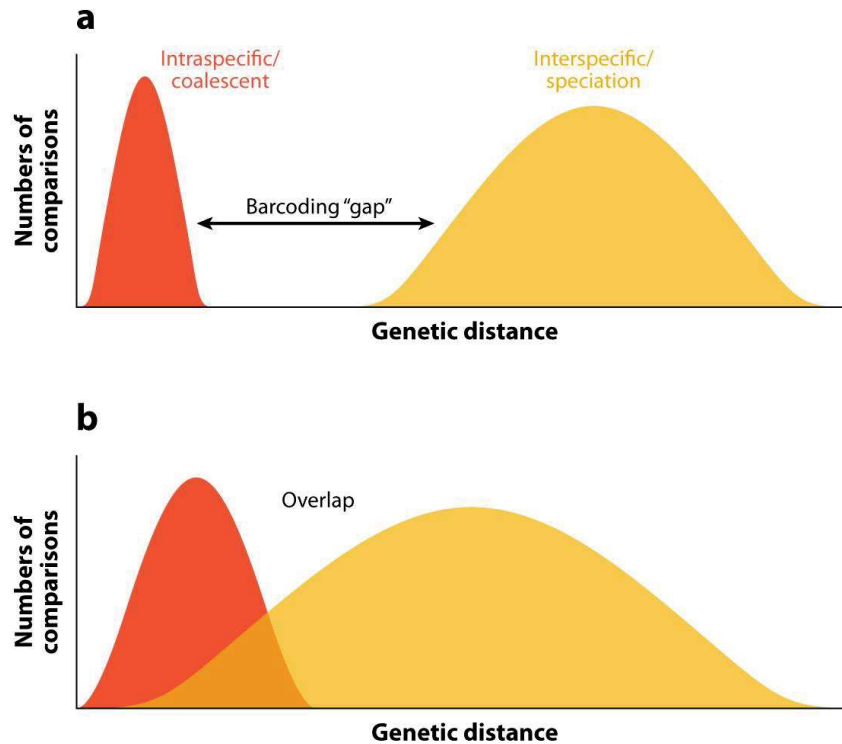 a
Intraspecific/
coalescent
Interspecific/
speciation
Numbers of
comparisons
Barcoding “gap”
Genetic distance
b
Overlap
Numbers of
comparisons
Genetic distance